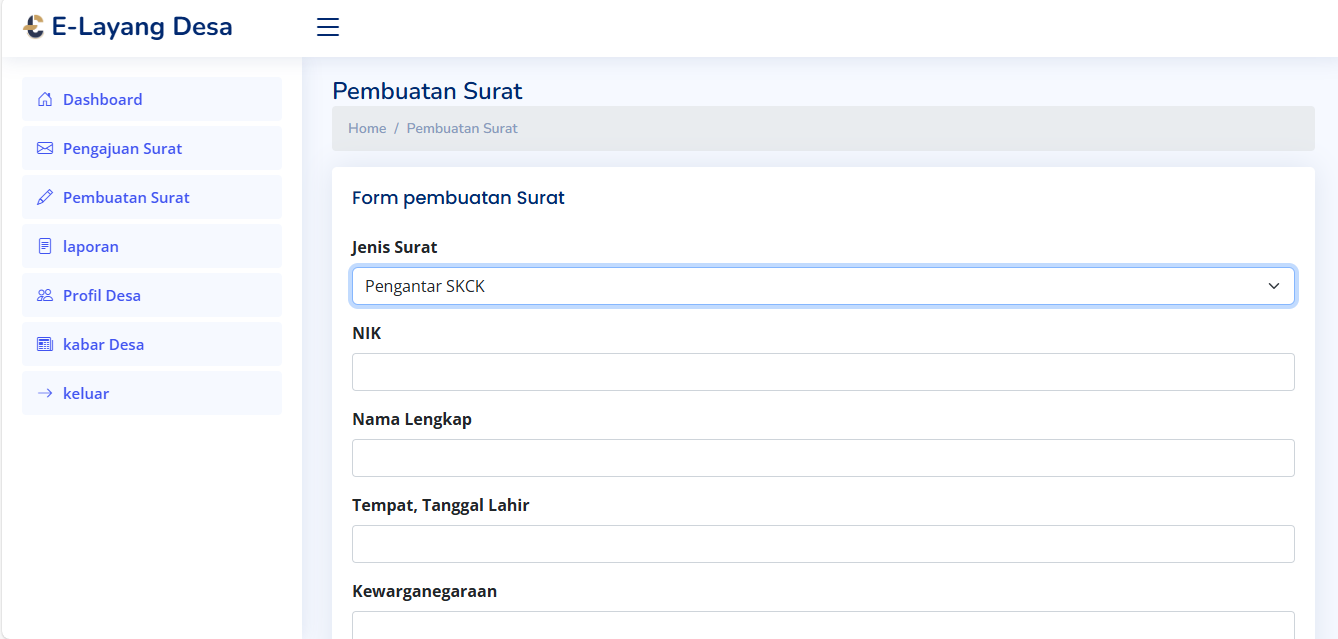 E-Layang Desa
Dashboard
Pengajuan Surat
Pembuatan Surat
laporan
Profil Desa
kabar Desa
keluar
Pembuatan Surat
Home / Pembuatan Surat
Form pembuatan Surat
Jenis Surat
Pengantar SKCK
NIK
Nama Lengkap
Tempat, Tanggal Lahir
Kewarganegaraan